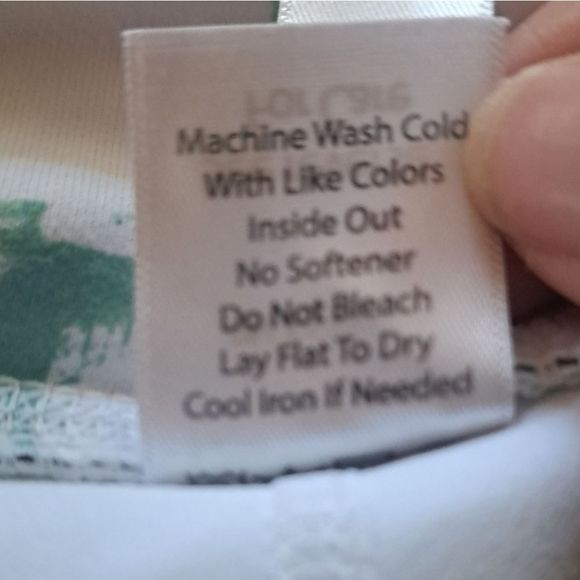 Machine Wash Cold
With Like Colors
Inside Out
No Softener
Do Not Bleach
Lay Flat To Dry
Cool Iron If Needed